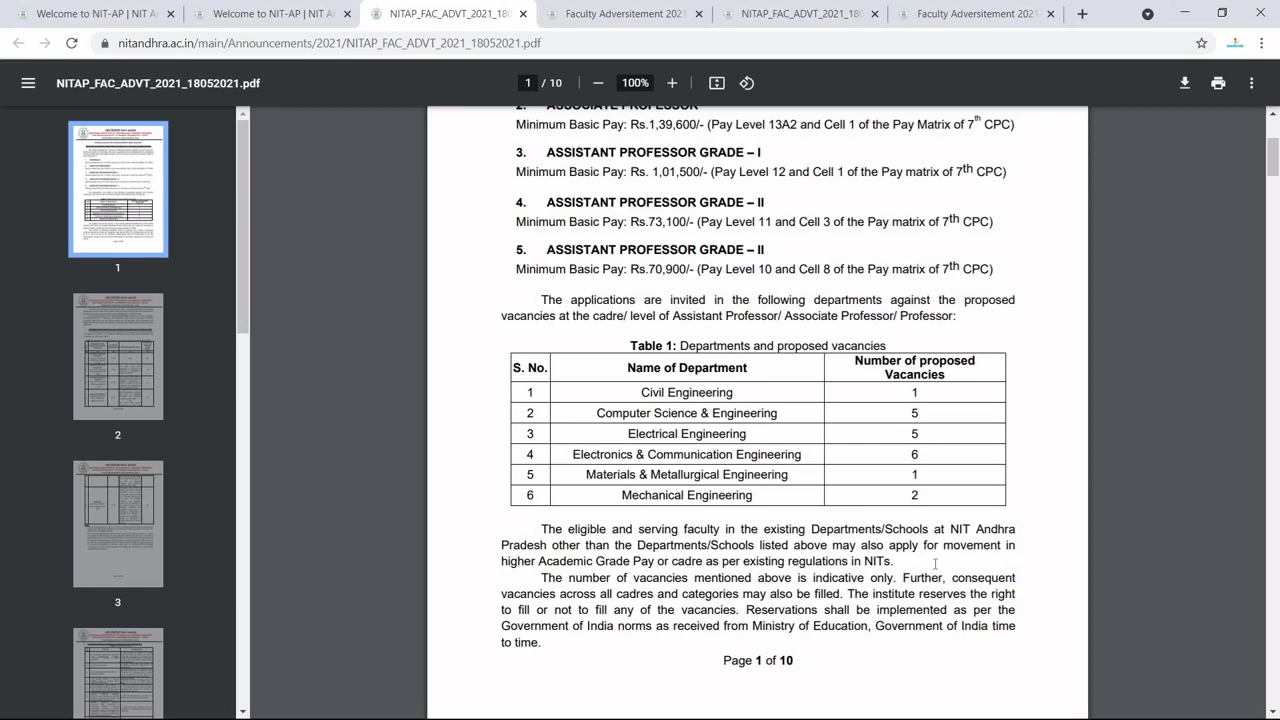 Welcome to NIT-AP | NIT A
Welcome to NIT-AP | NIT A
NITAP_FAC_ADVT_2021_180
Faculty Adversitement 2021
NITAP_FAC_ADVT_2021_180
Faculty Adversitement 2021
nitandhra.ac.in/main/Announcements/2021/NITAP_FAC_ADVT_2021_18052021.pdf
NITAP_FAC_ADVT_2021_18052021.pdf
1 / 10
100%
1
2
3
2. ASSOCIATE PROFESSOR
Minimum Basic Pay: Rs.1,39,600/- (Pay Level 13A2 and Cell 1 of the Pay Matrix of 7th CPC)
3. ASSISTANT PROFESSOR GRADE – I
Minimum Basic Pay: Rs. 1,01,500/- (Pay Level 12 and Cell 1 of the Pay matrix of 7th CPC)
4. ASSISTANT PROFESSOR GRADE – II
Minimum Basic Pay: Rs.73,100/- (Pay Level 11 and Cell 3 of the Pay matrix of 7th CPC)
5. ASSISTANT PROFESSOR GRADE – II
Minimum Basic Pay: Rs.70,900/- (Pay Level 10 and Cell 8 of the Pay matrix of 7th CPC)
The applications are invited in the following departments against the proposed
vacancies at the cadre/ level of Assistant Professor/ Associate Professor/ Professor:
Table 1: Departments and proposed vacancies
S. No. Name of Department Number of proposed
Vacancies
1 Civil Engineering 1
2 Computer Science & Engineering 5
3 Electrical Engineering 5
4 Electronics & Communication Engineering 6
5 Materials & Metallurgical Engineering 1
6 Mechanical Engineering 2
The eligible and serving faculty in the existing Departments/Schools at NIT Andhra
Pradesh other than the Departments/Schools listed above may also apply for movement in
higher Academic Grade Pay or cadre as per existing regulations in NITs.
The number of vacancies mentioned above is indicative only. Further, consequent
vacancies across all cadres and categories may also be filled. The institute reserves the right
to fill or not to fill any of the vacancies. Reservations shall be implemented as per the
Government of India norms as received from Ministry of Education, Government of India time
to time.
Page 1 of 10